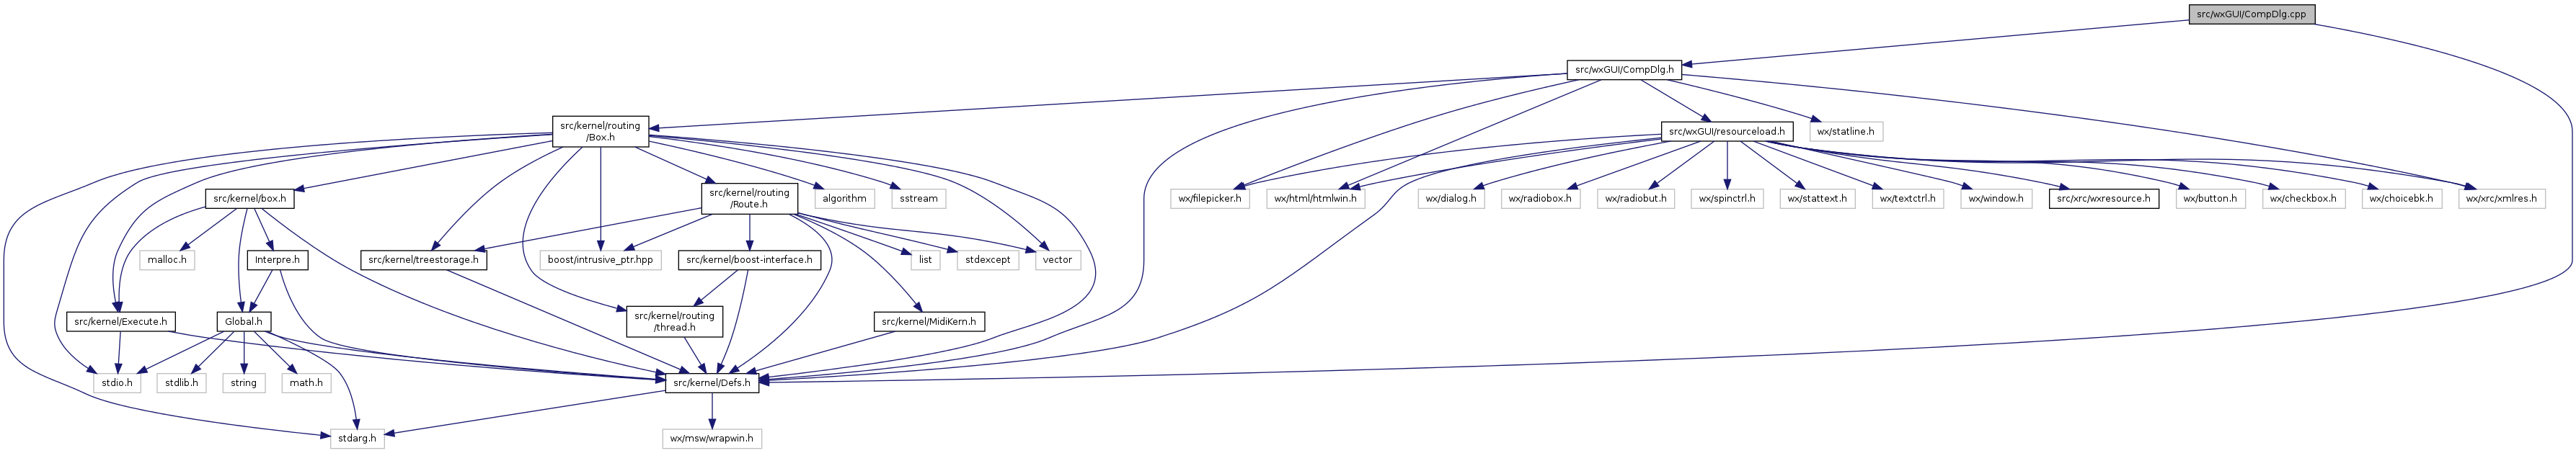 src/wxGUI/CompDlg.cpp
src/wxGUI/CompDlg.h
src/kernel/routing
/Box.h
src/wxGUI/resourceload.h
wx/statline.h
src/kernel/box.h
src/kernel/routing
/Route.h
algorithm
sstream
wx/filepicker.h
wx/html/htmlwin.h
wx/dialog.h
wx/radiobox.h
wx/radiobut.h
wx/spinctrl.h
wx/stattext.h
wx/textctrl.h
wx/window.h
src/xrc/wxresource.h
wx/button.h
wx/checkbox.h
wx/choicebk.h
wx/xrc/xmlres.h
malloc.h
Interpre.h
src/kernel/treestorage.h
boost/intrusive_ptr.hpp
src/kernel/boost-interface.h
list
stdexcept
vector
src/kernel/Execute.h
Global.h
src/kernel/routing
/thread.h
src/kernel/MidiKern.h
stdio.h
stdlib.h
string
math.h
src/kernel/Defs.h
stdarg.h
wx/msw/wrapwin.h